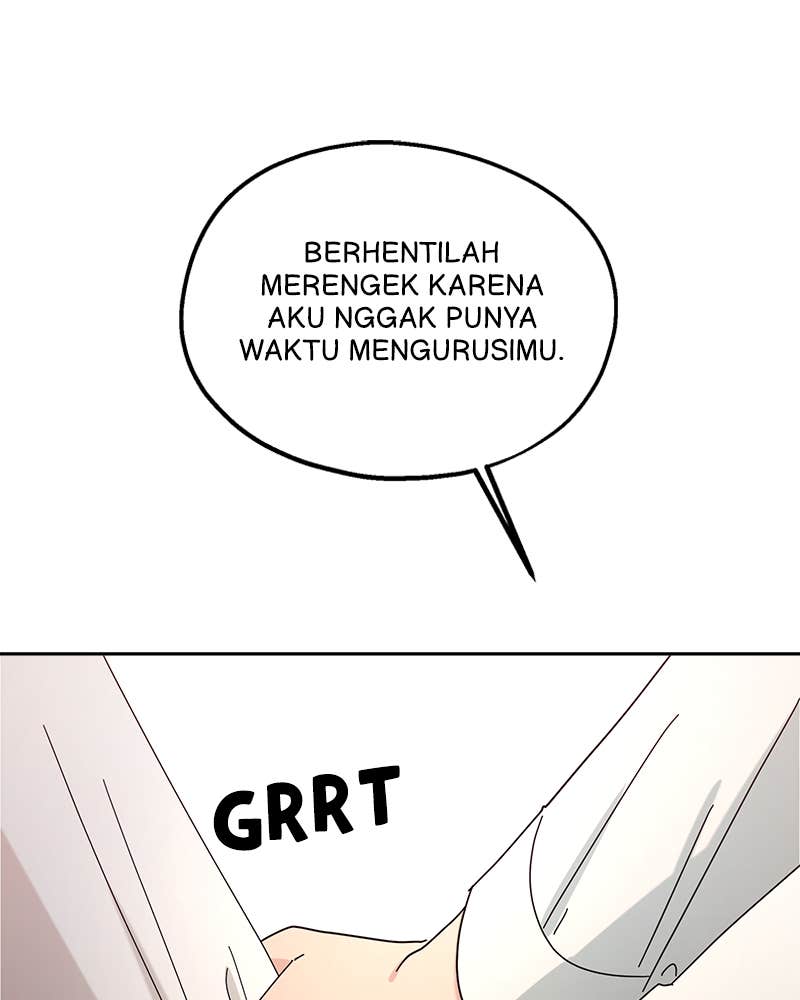 BERHENTILAH
MERENGEK KARENA
AKU NGGAK PUNYA
WAKTU MENGURUSIMU.
GRRT